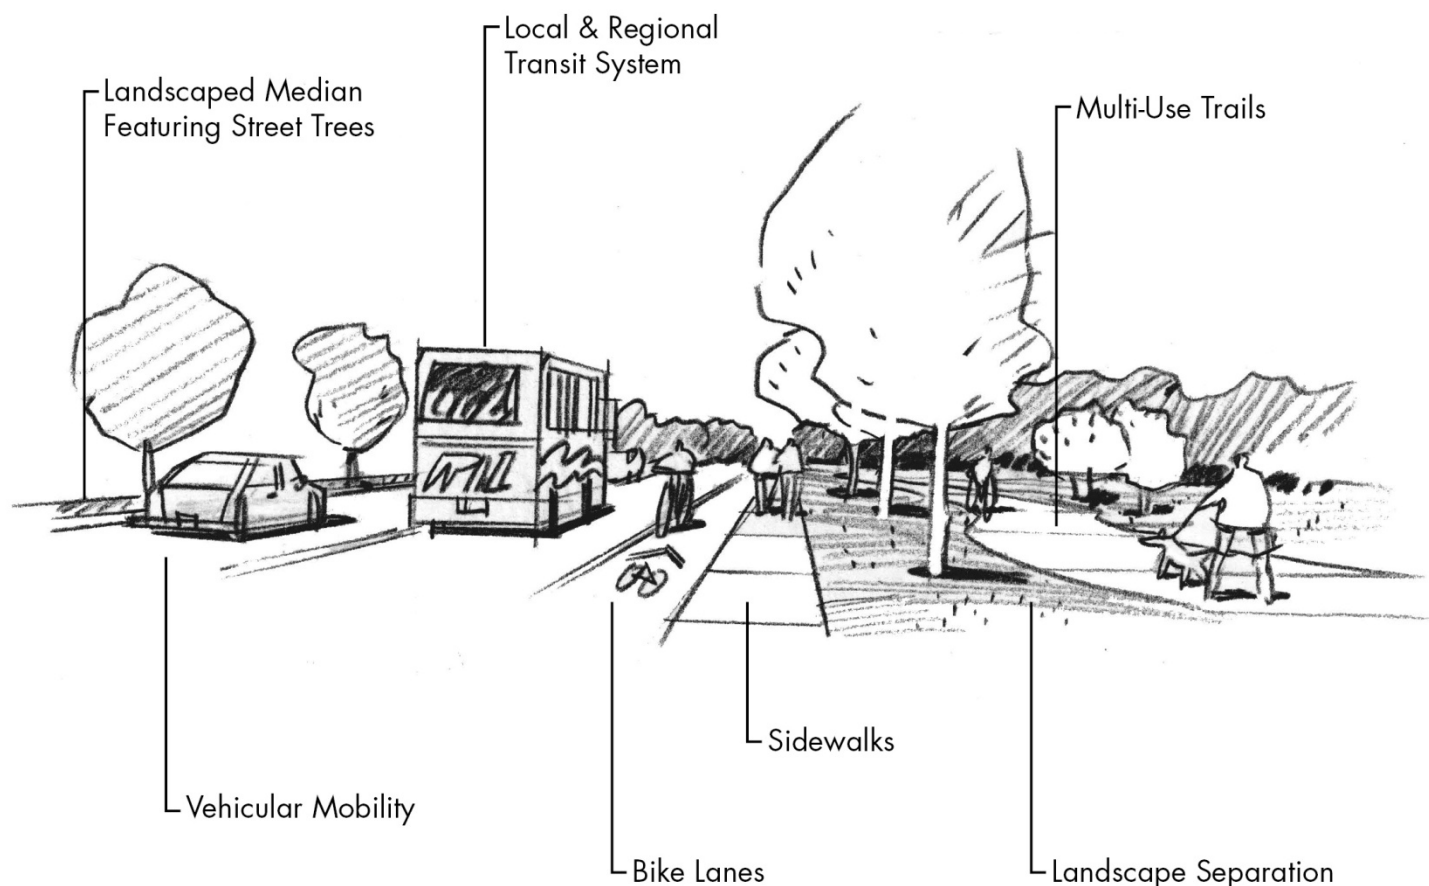 Local & Regional
Transit System
Landscaped Median
Featuring Street Trees
Multi-Use Trails
Sidewalks
Vehicular Mobility
Bike Lanes
Landscape Separation